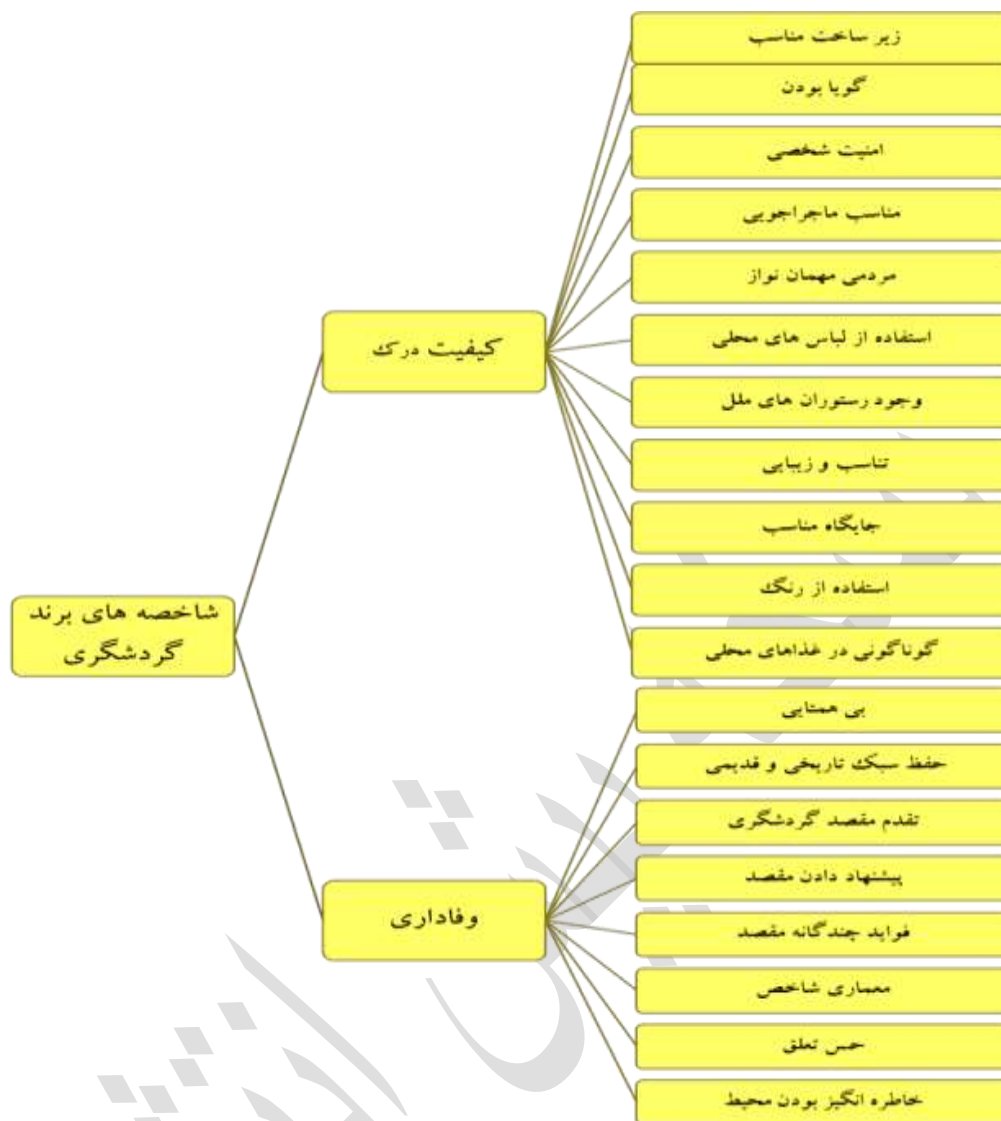 شاخصه های برند
گردشگری
کیفیت درک
زیر ساخت مناسب
گویا بودن
امنیت شخصی
مناسب ماجراجویی
مردمی مهمان نواز
استفاده از لباس های محلی
وجود رستوران های ملل
تناسب و زیبایی
جایگاه مناسب
استفاده از رنگ
گوناگونی در غذاهای محلی
وفاداری
بی همتایی
حفظ سبک تاریخی و قدیمی
تقدم مقصد گردشگری
پیشنهاد دادن مقصد
فواید چندگانه مقصد
معماری شاخص
حس تعلق
خاطره انگیز بودن محیط